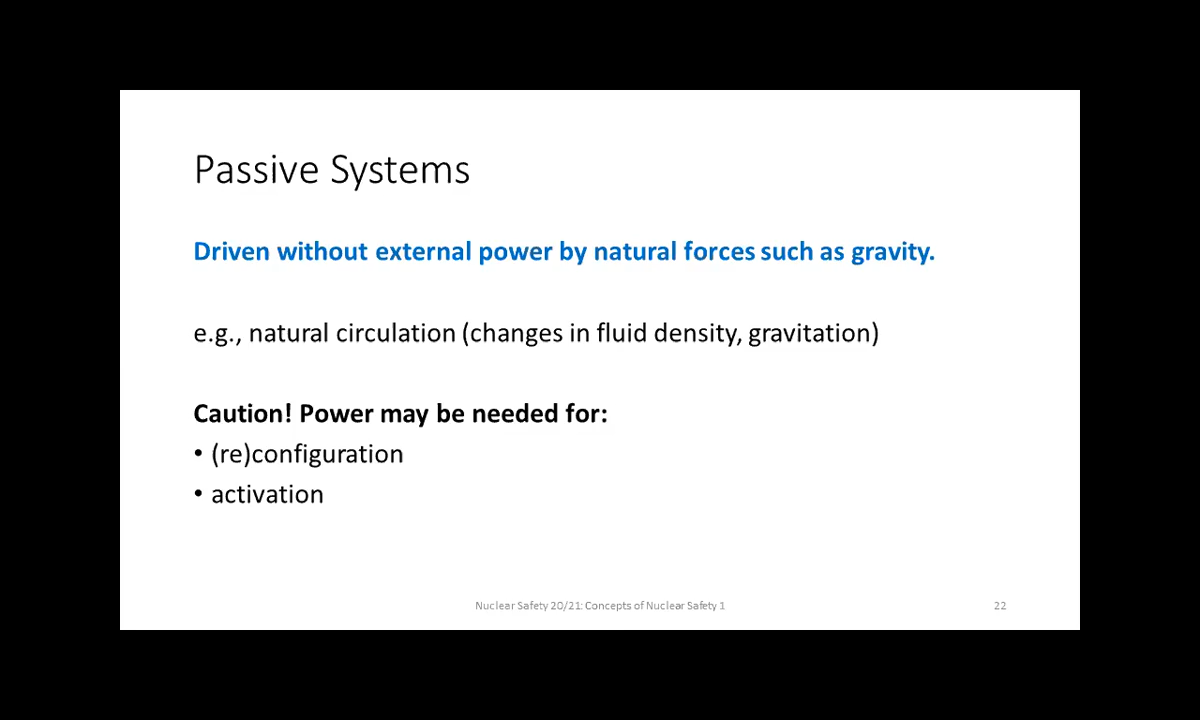 Passive Systems
Driven without external power by natural forces such as gravity.
e.g., natural circulation (changes in fluid density, gravitation)
Caution! Power may be needed for:
• (re)configuration
• activation
Nuclear Safety 20/21: Concepts of Nuclear Safety 1
22